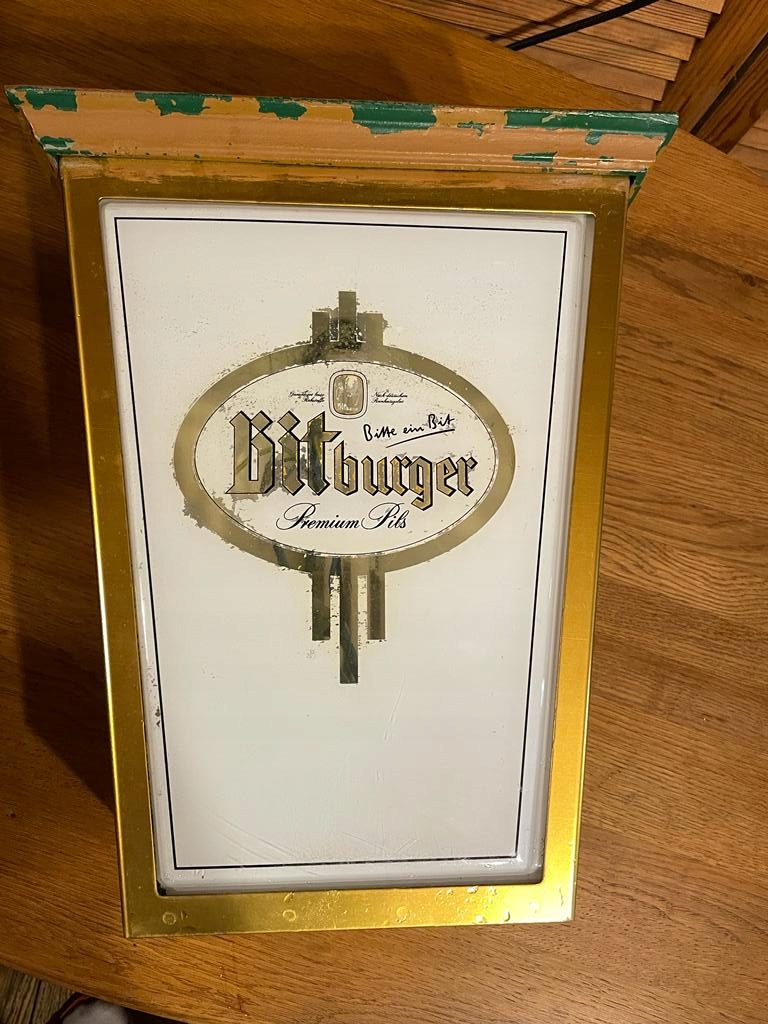 Bitte ein Bit
Bitburger
Premium Pils